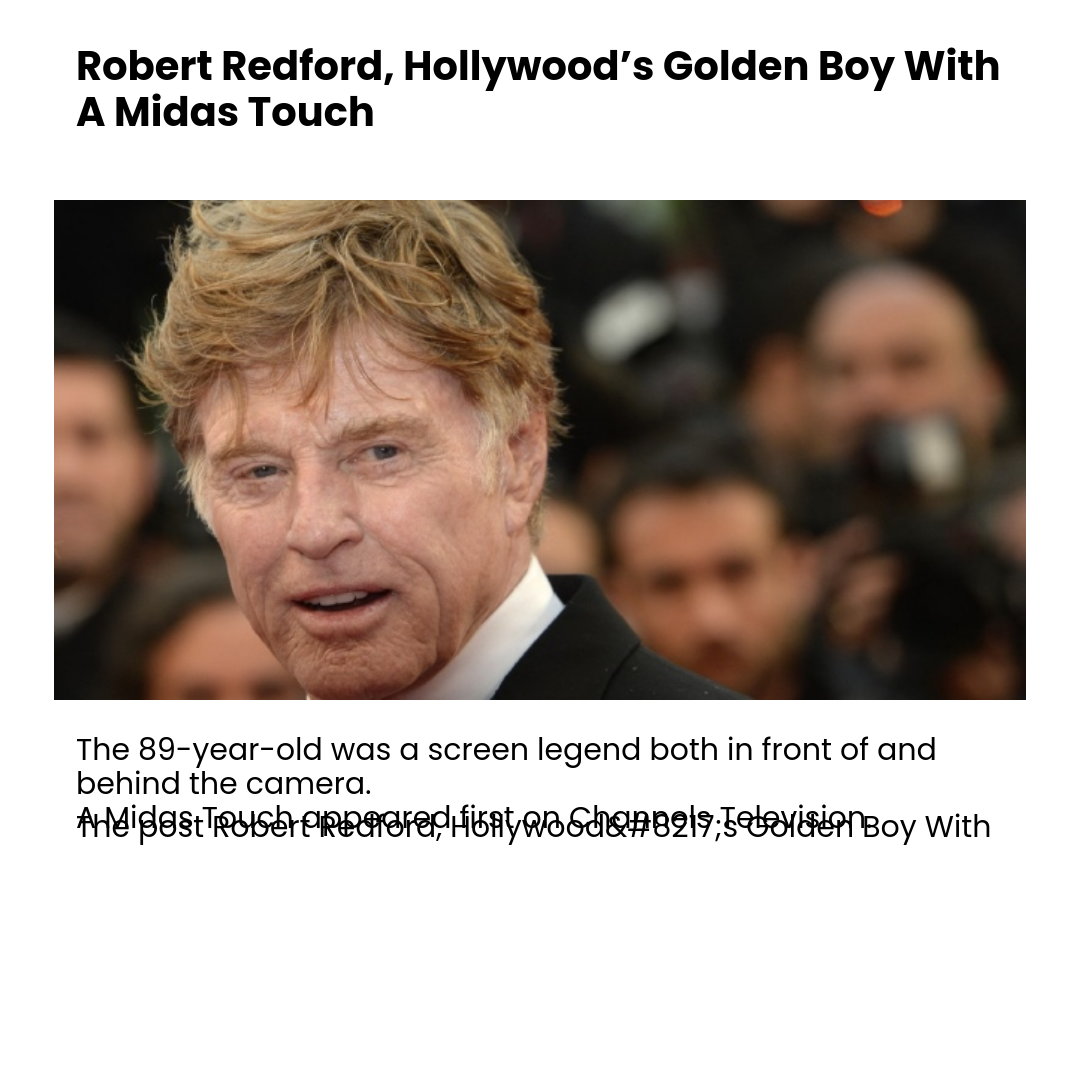 Robert Redford, Hollywood’s Golden Boy With
A Midas Touch
The 89-year-old was a screen legend both in front of and
behind the camera.
The post Robert Redford, Hollywood&#8217;s Golden Boy With
A Midas Touch appeared first on Channels Television.